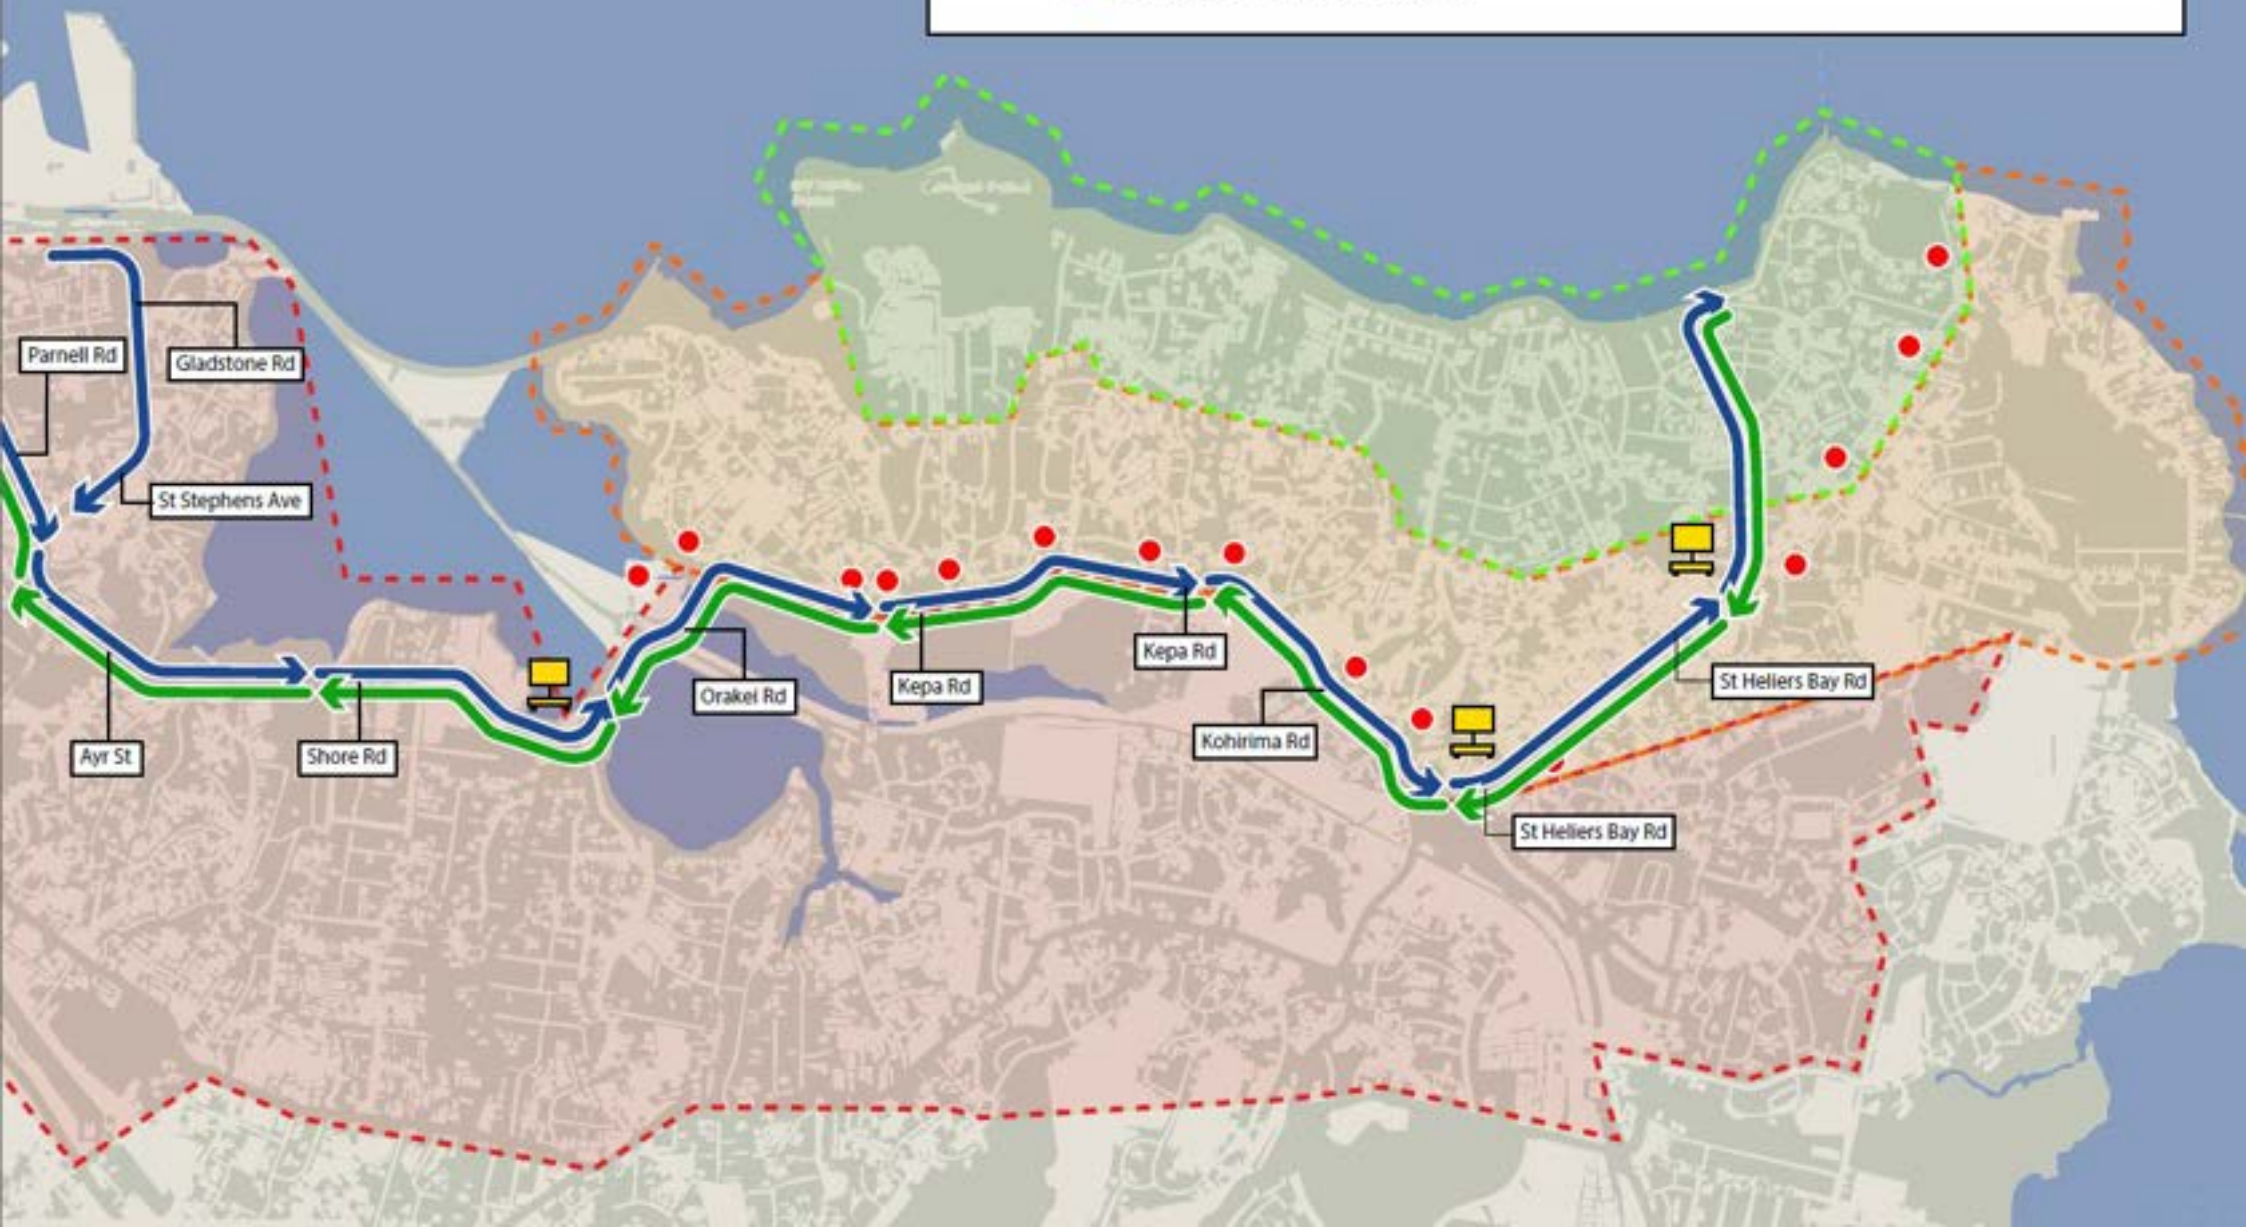 Parnell Rd
Gladstone Rd
St Stephens Ave
Ayr St
Shore Rd
Orakei Rd
Kepa Rd
Kepa Rd
Kohirima Rd
St Heliers Bay Rd
St Heliers Bay Rd